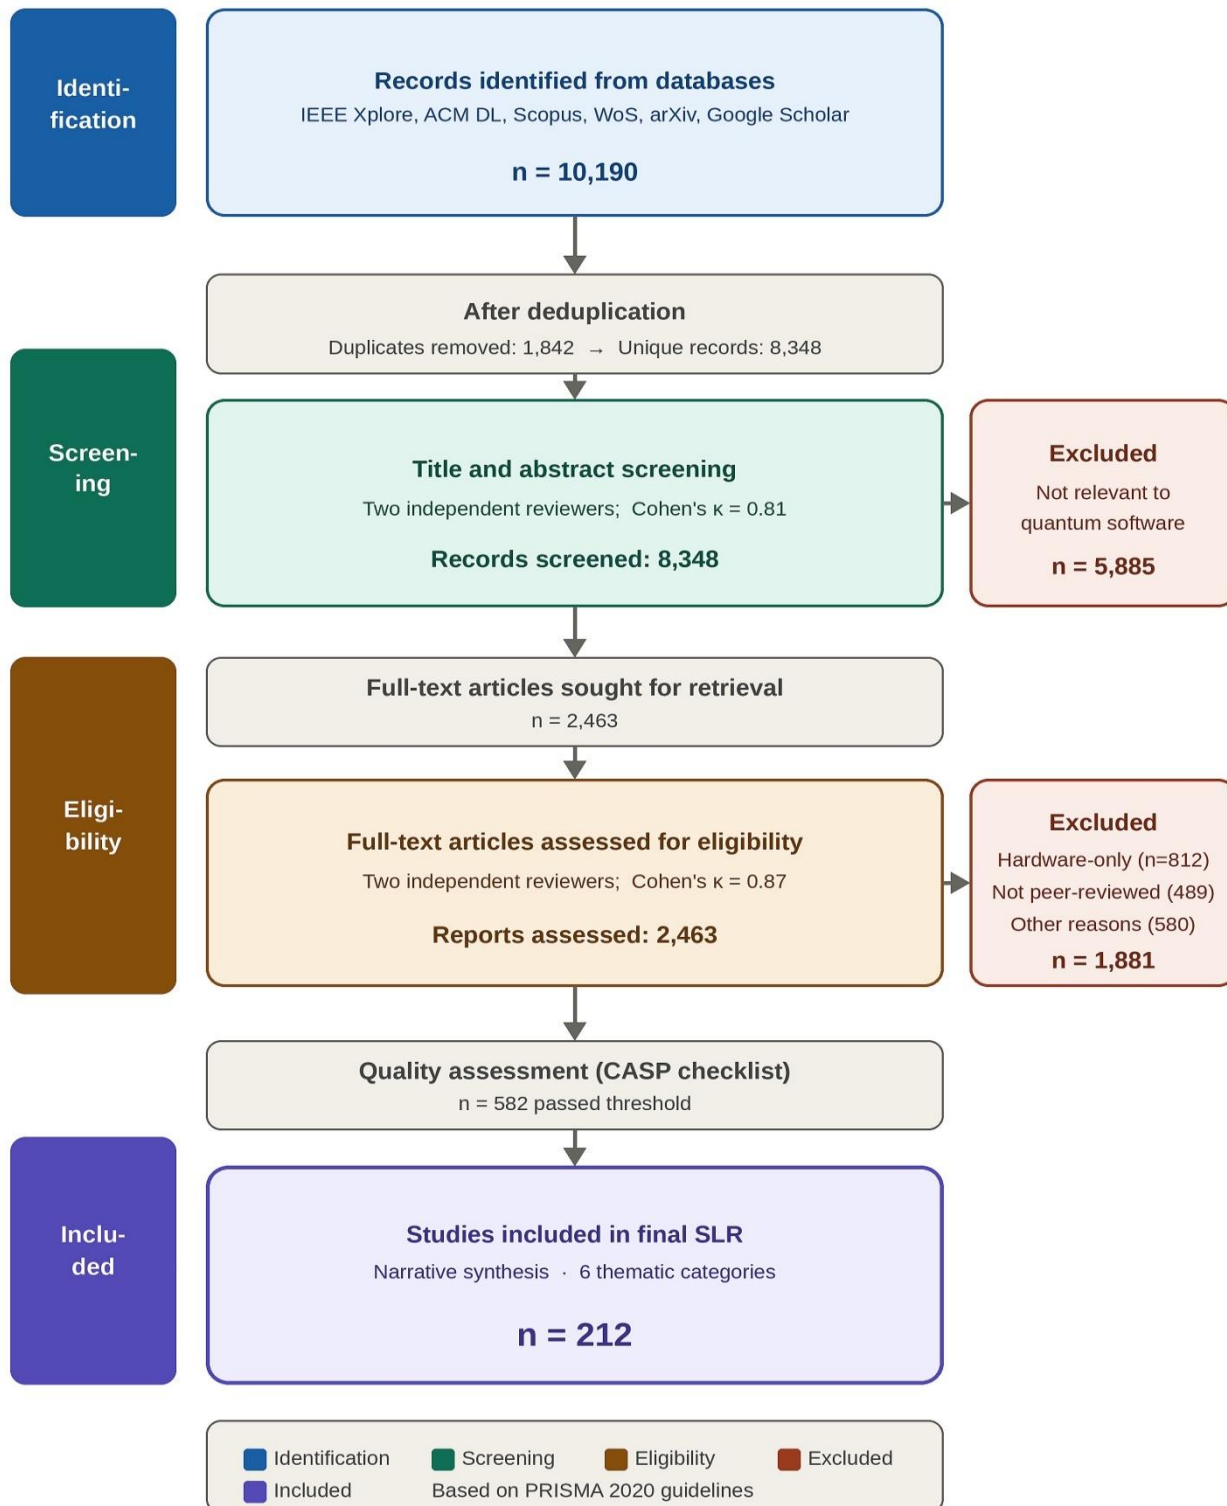 Identi-
fication
Records identified from databases
IEEE Xplore, ACM DL, Scopus, WoS, arXiv, Google Scholar
n = 10,190
After deduplication
Duplicates removed: 1,842 → Unique records: 8,348
Screen-
ing
Title and abstract screening
Two independent reviewers; Cohen's κ = 0.81
Records screened: 8,348
Excluded
Not relevant to
quantum software
n = 5,885
Full-text articles sought for retrieval
n = 2,463
Eligi-
bility
Full-text articles assessed for eligibility
Two independent reviewers; Cohen's κ = 0.87
Reports assessed: 2,463
Excluded
Hardware-only (n=812)
Not peer-reviewed (489)
Other reasons (580)
n = 1,881
Quality assessment (CASP checklist)
n = 582 passed threshold
Inclu-
ded
Studies included in final SLR
Narrative synthesis · 6 thematic categories
n = 212
Identification Screening Eligibility Excluded
Included Based on PRISMA 2020 guidelines